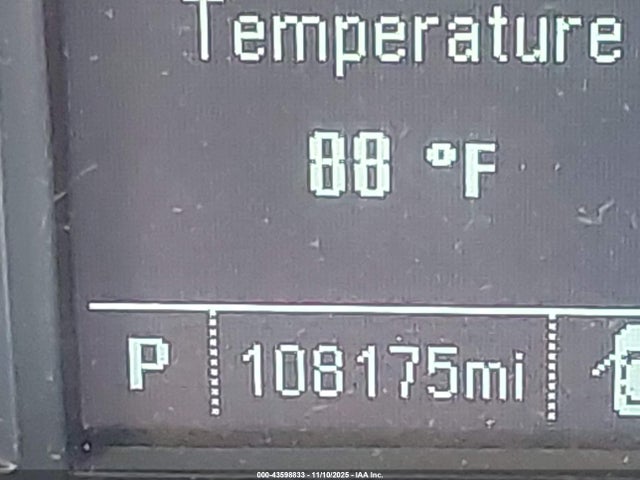 Temperature
88 °F
P 108175mi
000-43598833 - 11/10/2025 - IAA Inc.